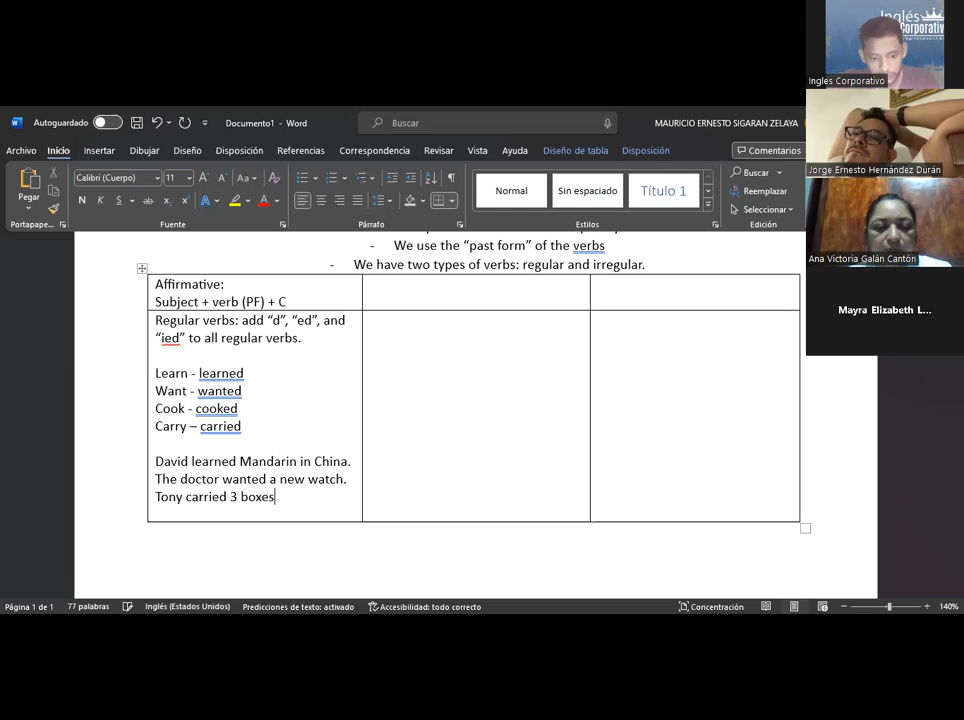 Inglés
Corporativ
Ingles Corporativo
Autoguardado
Documento1 - Word
Buscar
MAURICIO ERNESTO SIGARAN ZELAYA
Archivo Inicio Insertar Dibujar Diseño Disposición Referencias Correspondencia Revisar Vista Ayuda Diseño de tabla Disposición Comentarios
Jorge Ernesto Hernández Durán
Pegar
Calibri (Cuerpo) 11
Normal
Sin espaciado
Título 1
Buscar
Reemplazar
Seleccionar
Portapape...
Fuente
Párrafo
Estilos
Edición
- We use the “past form” of the verbs
- We have two types of verbs: regular and irregular.
Ana Victoria Galán Cantón
Mayra Elizabeth L...
Affirmative:
Subject + verb (PF) + C
Regular verbs: add “d”, “ed”, and
“ied” to all regular verbs.
Learn - learned
Want - wanted
Cook - cooked
Carry – carried
David learned Mandarin in China.
The doctor wanted a new watch.
Tony carried 3 boxes
Página 1 de 1 77 palabras Inglés (Estados Unidos) Predicciones de texto: activado Accesibilidad: todo correcto Concentración 140%